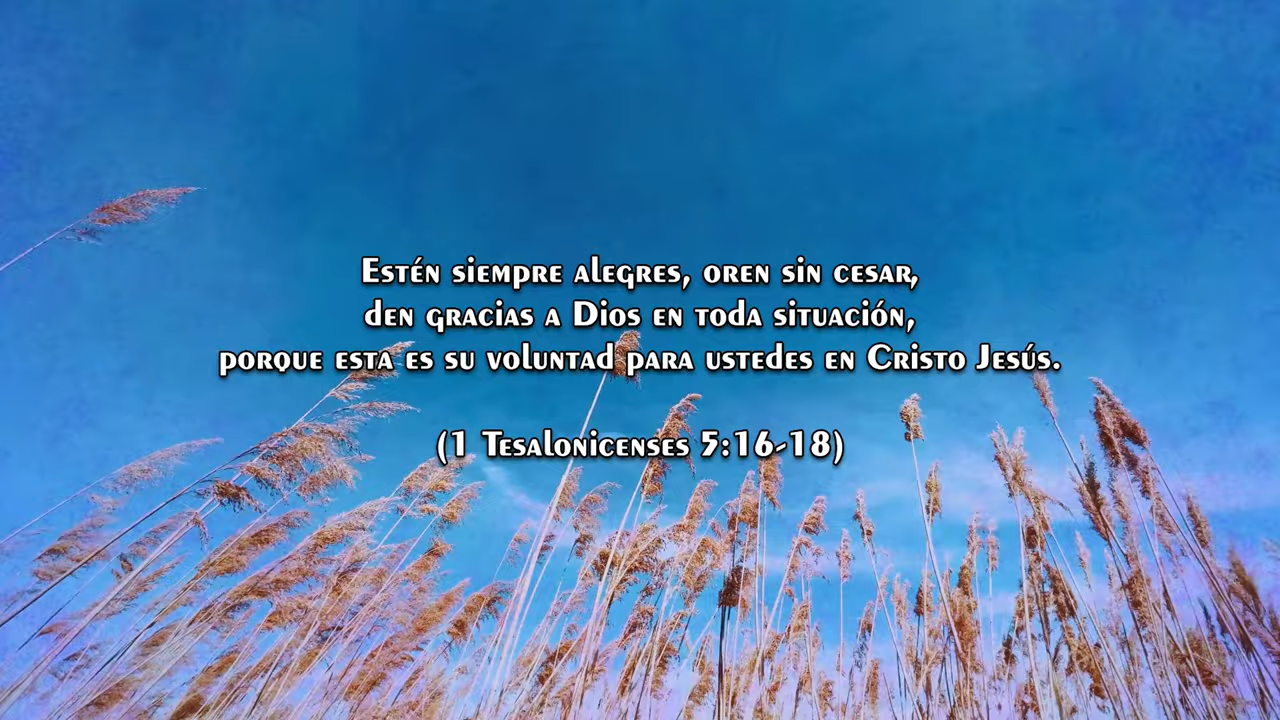 Estén siempre alegres, oren sin cesar,
den gracias a Dios en toda situación,
porque esta es su voluntad para ustedes en Cristo Jesús.
(1 Tesalonicenses 5:16-18)